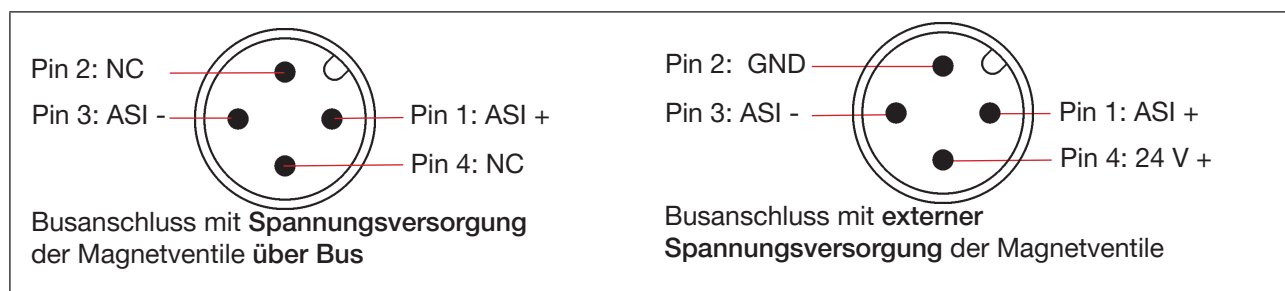 Pin 2: NC
Pin 3: ASI -
Pin 1: ASI +
Pin 4: NC
Busanschluss mit Spannungsversorgung
der Magnetventile über Bus
Pin 2: GND
Pin 3: ASI -
Pin 1: ASI +
Pin 4: 24 V +
Busanschluss mit externer
Spannungsversorgung der Magnetventile